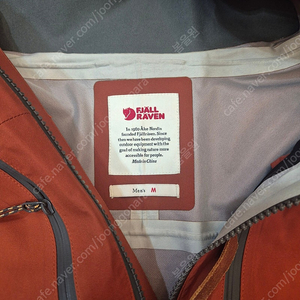 FJÄLL
RÄVEN
In 1960 Åke Nordin
founded Fjällräven. Since
then we have been developing
outdoor equipment with the
goal of making nature more
accessible for people.
Made in China
MEN'S M